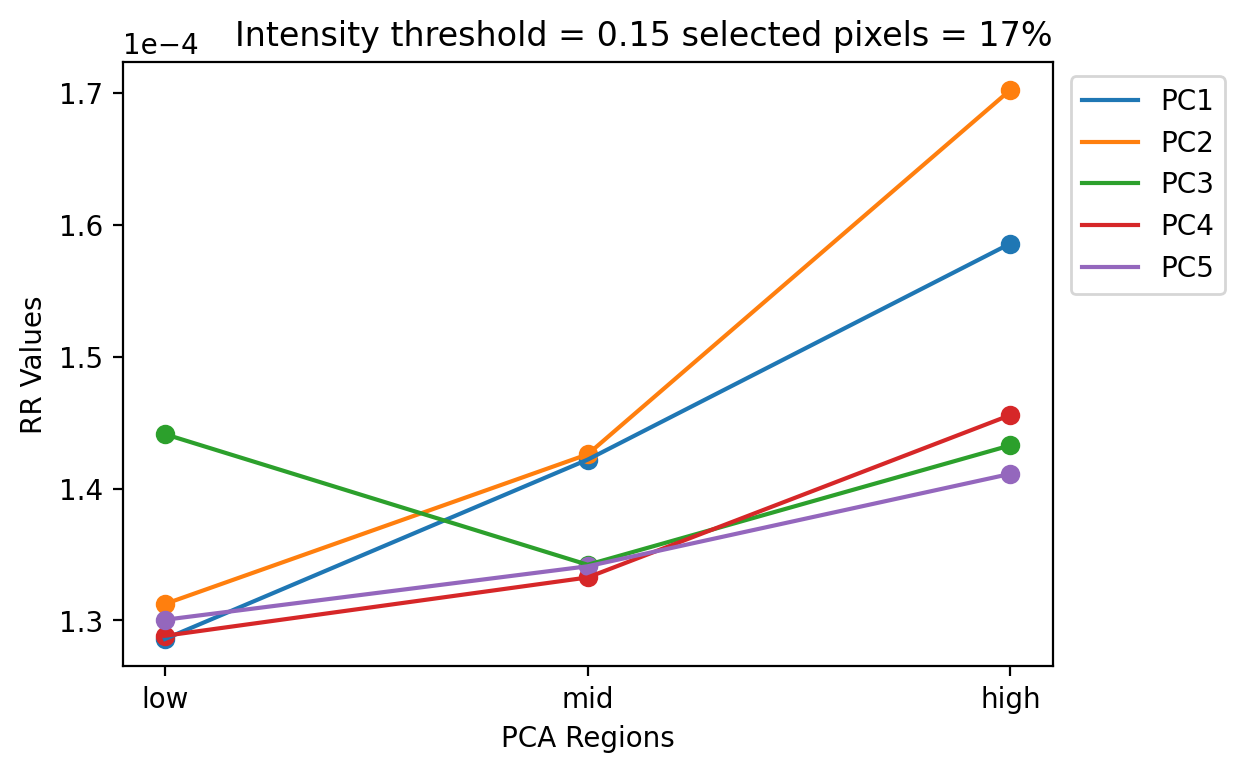 Intensity threshold = 0.15 selected pixels = 17%
1e−4
1.7
1.6
1.5
1.4
1.3
RR Values
low
mid
high
PCA Regions
PC1
PC2
PC3
PC4
PC5